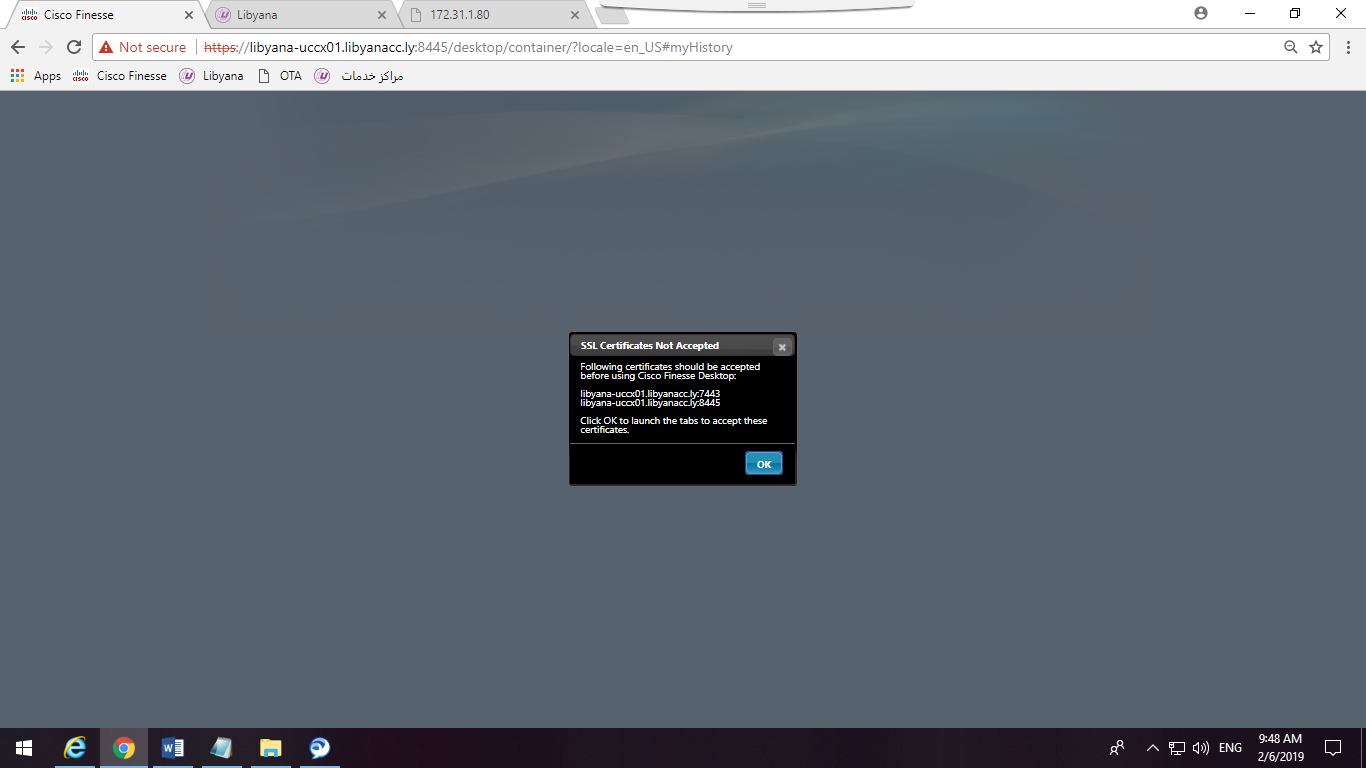 Cisco Finesse
Libyana
172.31.1.80
Not secure https://libyana-uccx01.libyanacc.ly:8445/desktop/container/?locale=en_US#myHistory
Apps Cisco Finesse Libyana OTA مراكز خدمات
SSL Certificates Not Accepted
Following certificates should be accepted
before using Cisco Finesse Desktop:
libyana-uccx01.libyanacc.ly:7443
libyana-uccx01.libyanacc.ly:8445
Click OK to launch the tabs to accept these
certificates.
OK
ENG
9:48 AM
2/6/2019